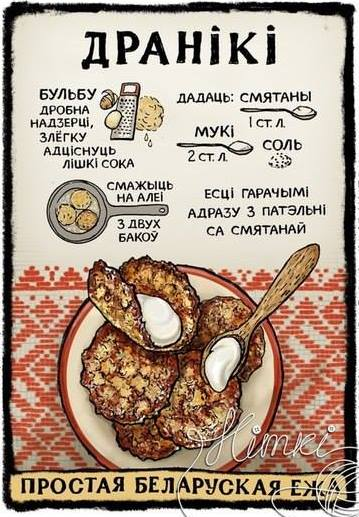 ДРАНІКІ
БУЛЬБУ
ДРОБНА
НАДЗЕРЦІ,
ЗЛЁГКУ
АДЦІСНУЦЬ
ЛІШКІ СОКА
ДАДАЦЬ: СМЯТАНЫ
1 СТ. Л.
МУКІ
2 СТ. Л.
СОЛЬ
СМАЖЫЦЬ
НА АЛЕІ
З ДВУХ
БАКОЎ
ЕСЦІ ГАРАЧЫМІ
АДРАЗУ З ПАТЭЛЬНІ
СА СМЯТАНАЙ
Ніткі
ПРОСТАЯ БЕЛАРУСКАЯ ЕЖА